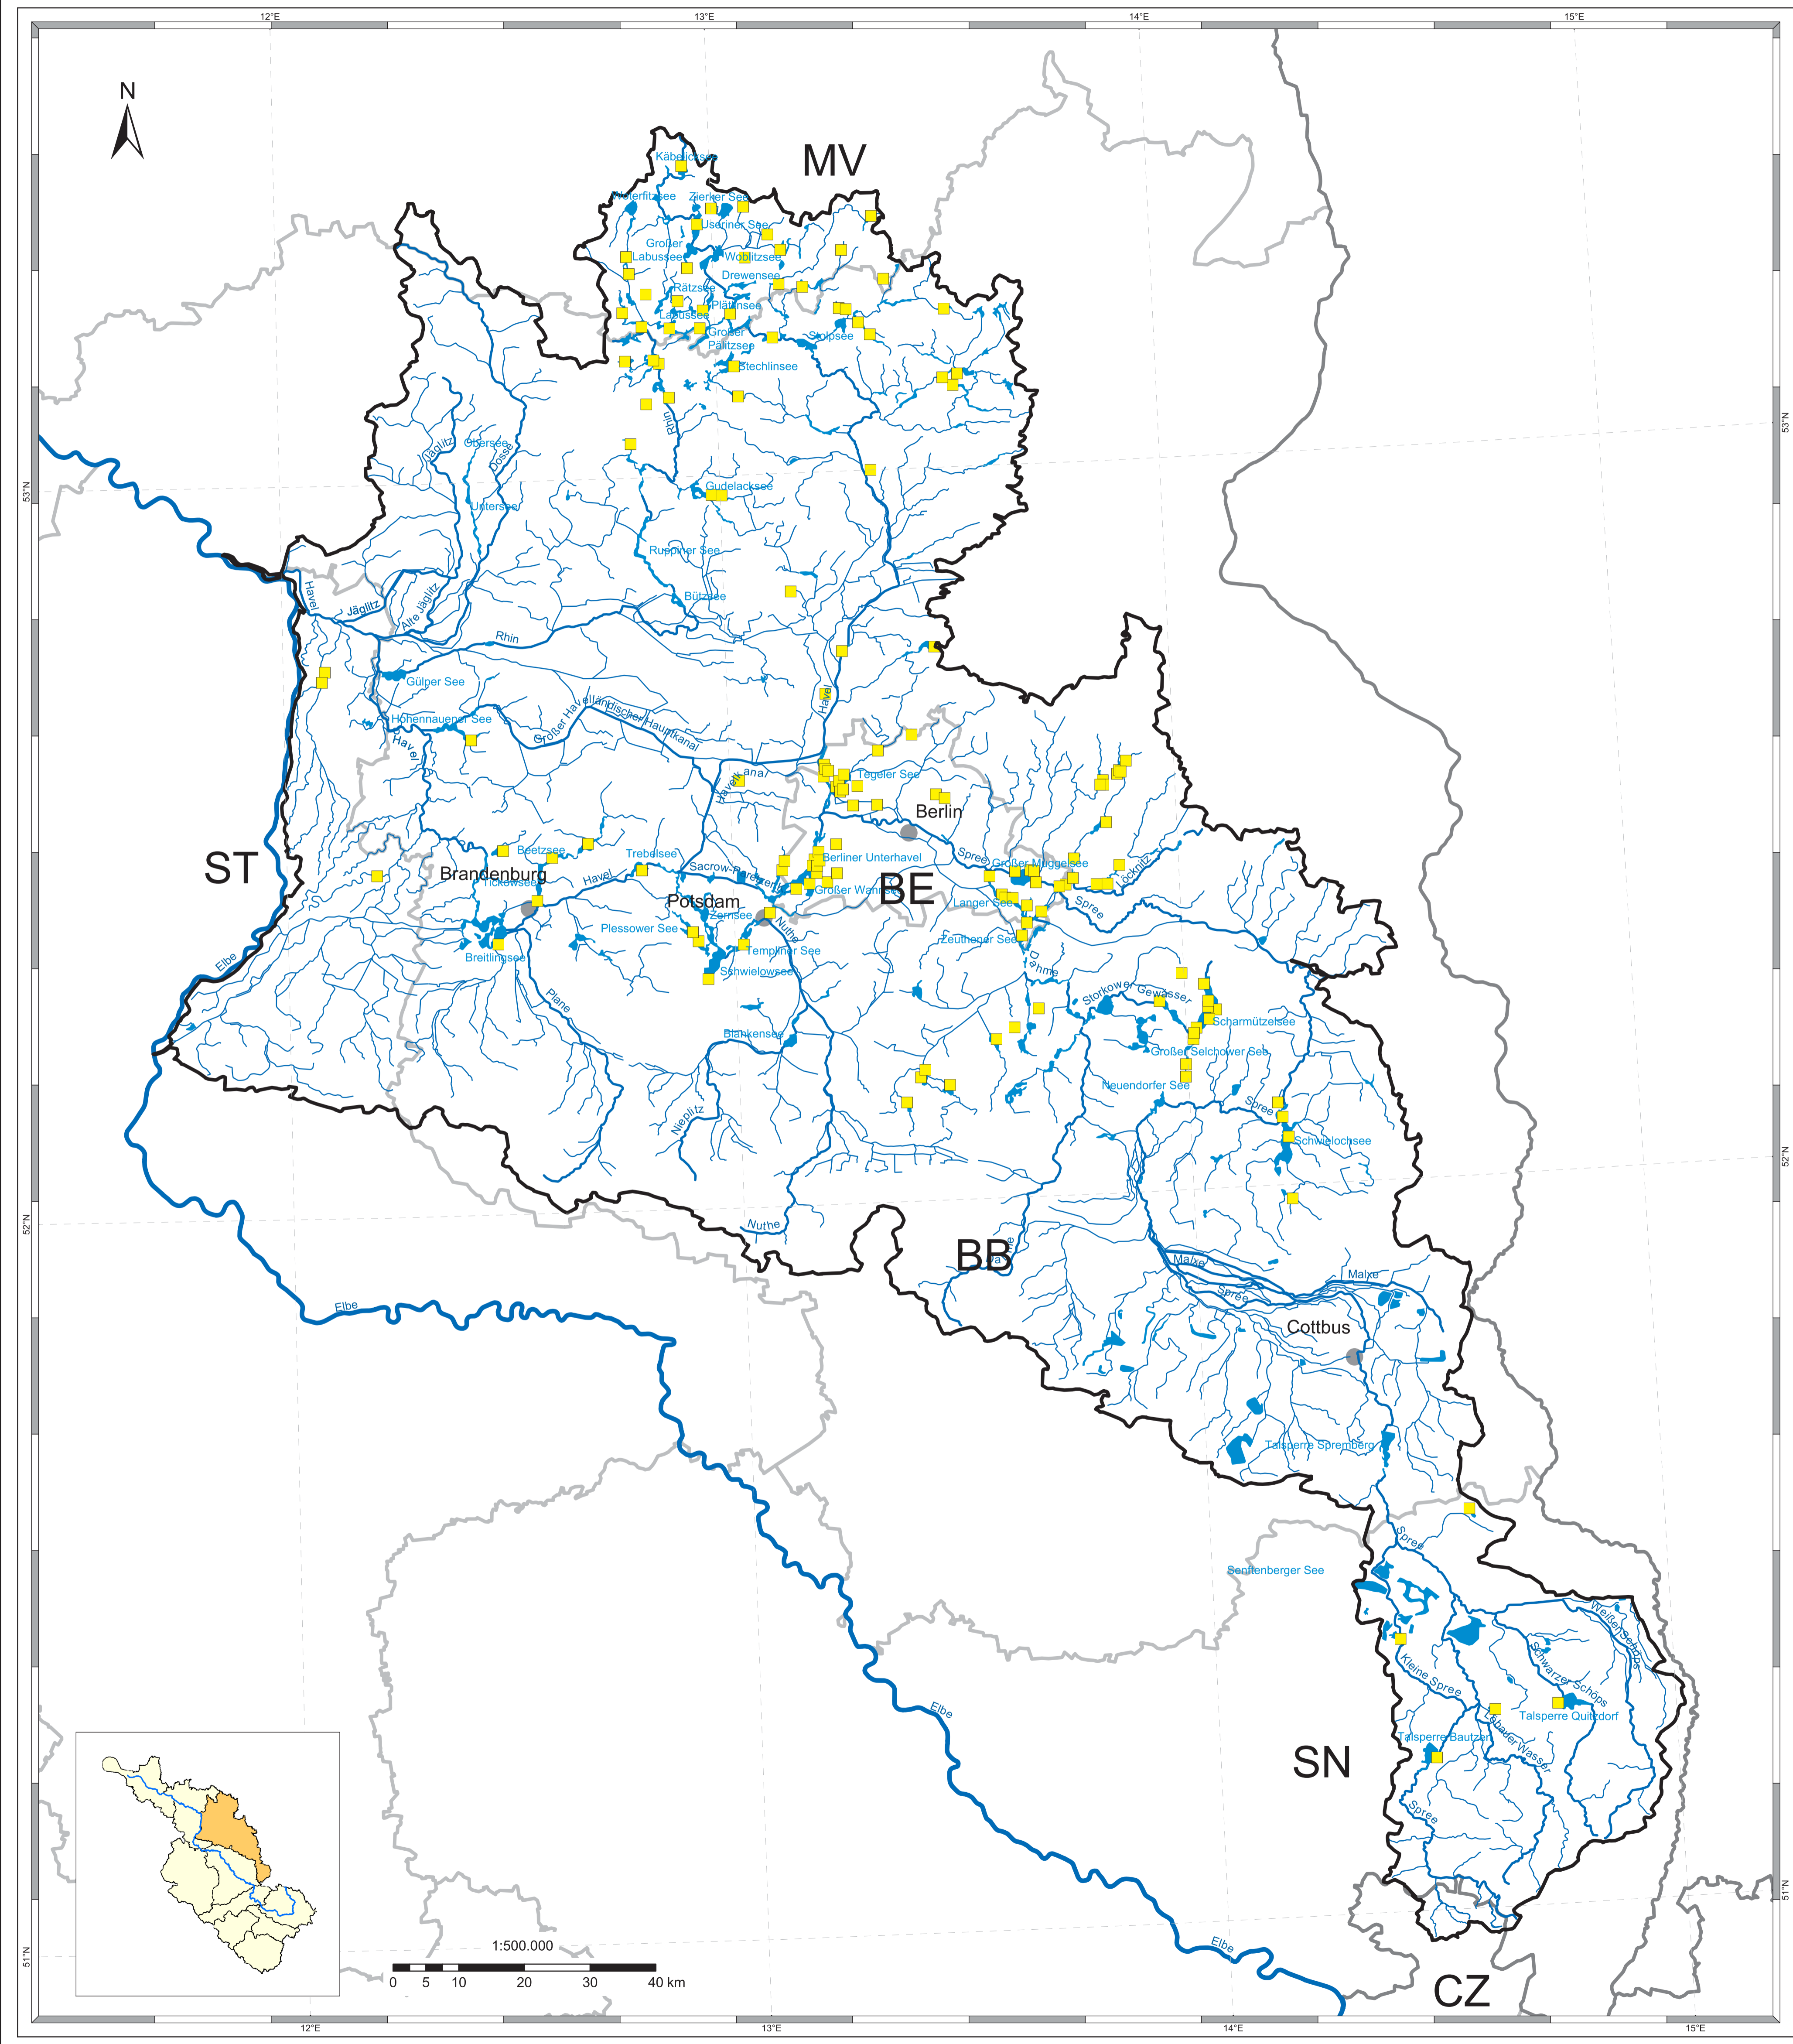 12°E
13°E
14°E
15°E
N
MV
Käbelicksee
Woterfitzsee
Zierker See
Useriner See
Großer
Labussee
Woblitzsee
Drewensee
Rätzsee
Plätlinsee
Labussee
Großer
Pälitzsee
Stolpsee
Stechlinsee
53°N
53°N
Rhin
Jäglitz
Obersee
Dosse
Gudelacksee
Untersee
Ruppiner See
Bützsee
Havel
Jäglitz
Alte Jäglitz
Rhin
Gülper See
Hohennauener See
Havel
Großer Havelländischer Hauptkanal
Havel
Havelkanal
Tegeler See
Berlin
Beetzsee
Trebelsee
Berliner Unterhavel
Spree
Großer Müggelsee
Löcknitz
ST
Brandenburg
Rickowsee
Havel
Großer Wannsee
BE
Potsdam
Langer See
Spree
Zernsee
Nuthe
Plessower See
Zeuthener See
Templiner See
Breitlingsee
Schwielowsee
Elbe
Dahme
Plane
Storkower Gewässer
Scharmützelsee
Blankensee
Großer Selchower See
Neuendorfer See
Nieplitz
Spree
Schwielochsee
52°N
52°N
Nuthe
BB
Malxe
Malxe
Spree
Elbe
Cottbus
Talsperre Spremberg
Spree
Senftenberger See
Weißer Schöps
Schwarzer Schöps
Kleine Spree
Elbe
Talsperre Quitzdorf
Löbauer Wasser
Talsperre Bautzen
SN
Spree
51°N
51°N
1:500.000
0 5 10 20 30 40 km
Elbe
CZ
12°E
13°E
14°E
15°E